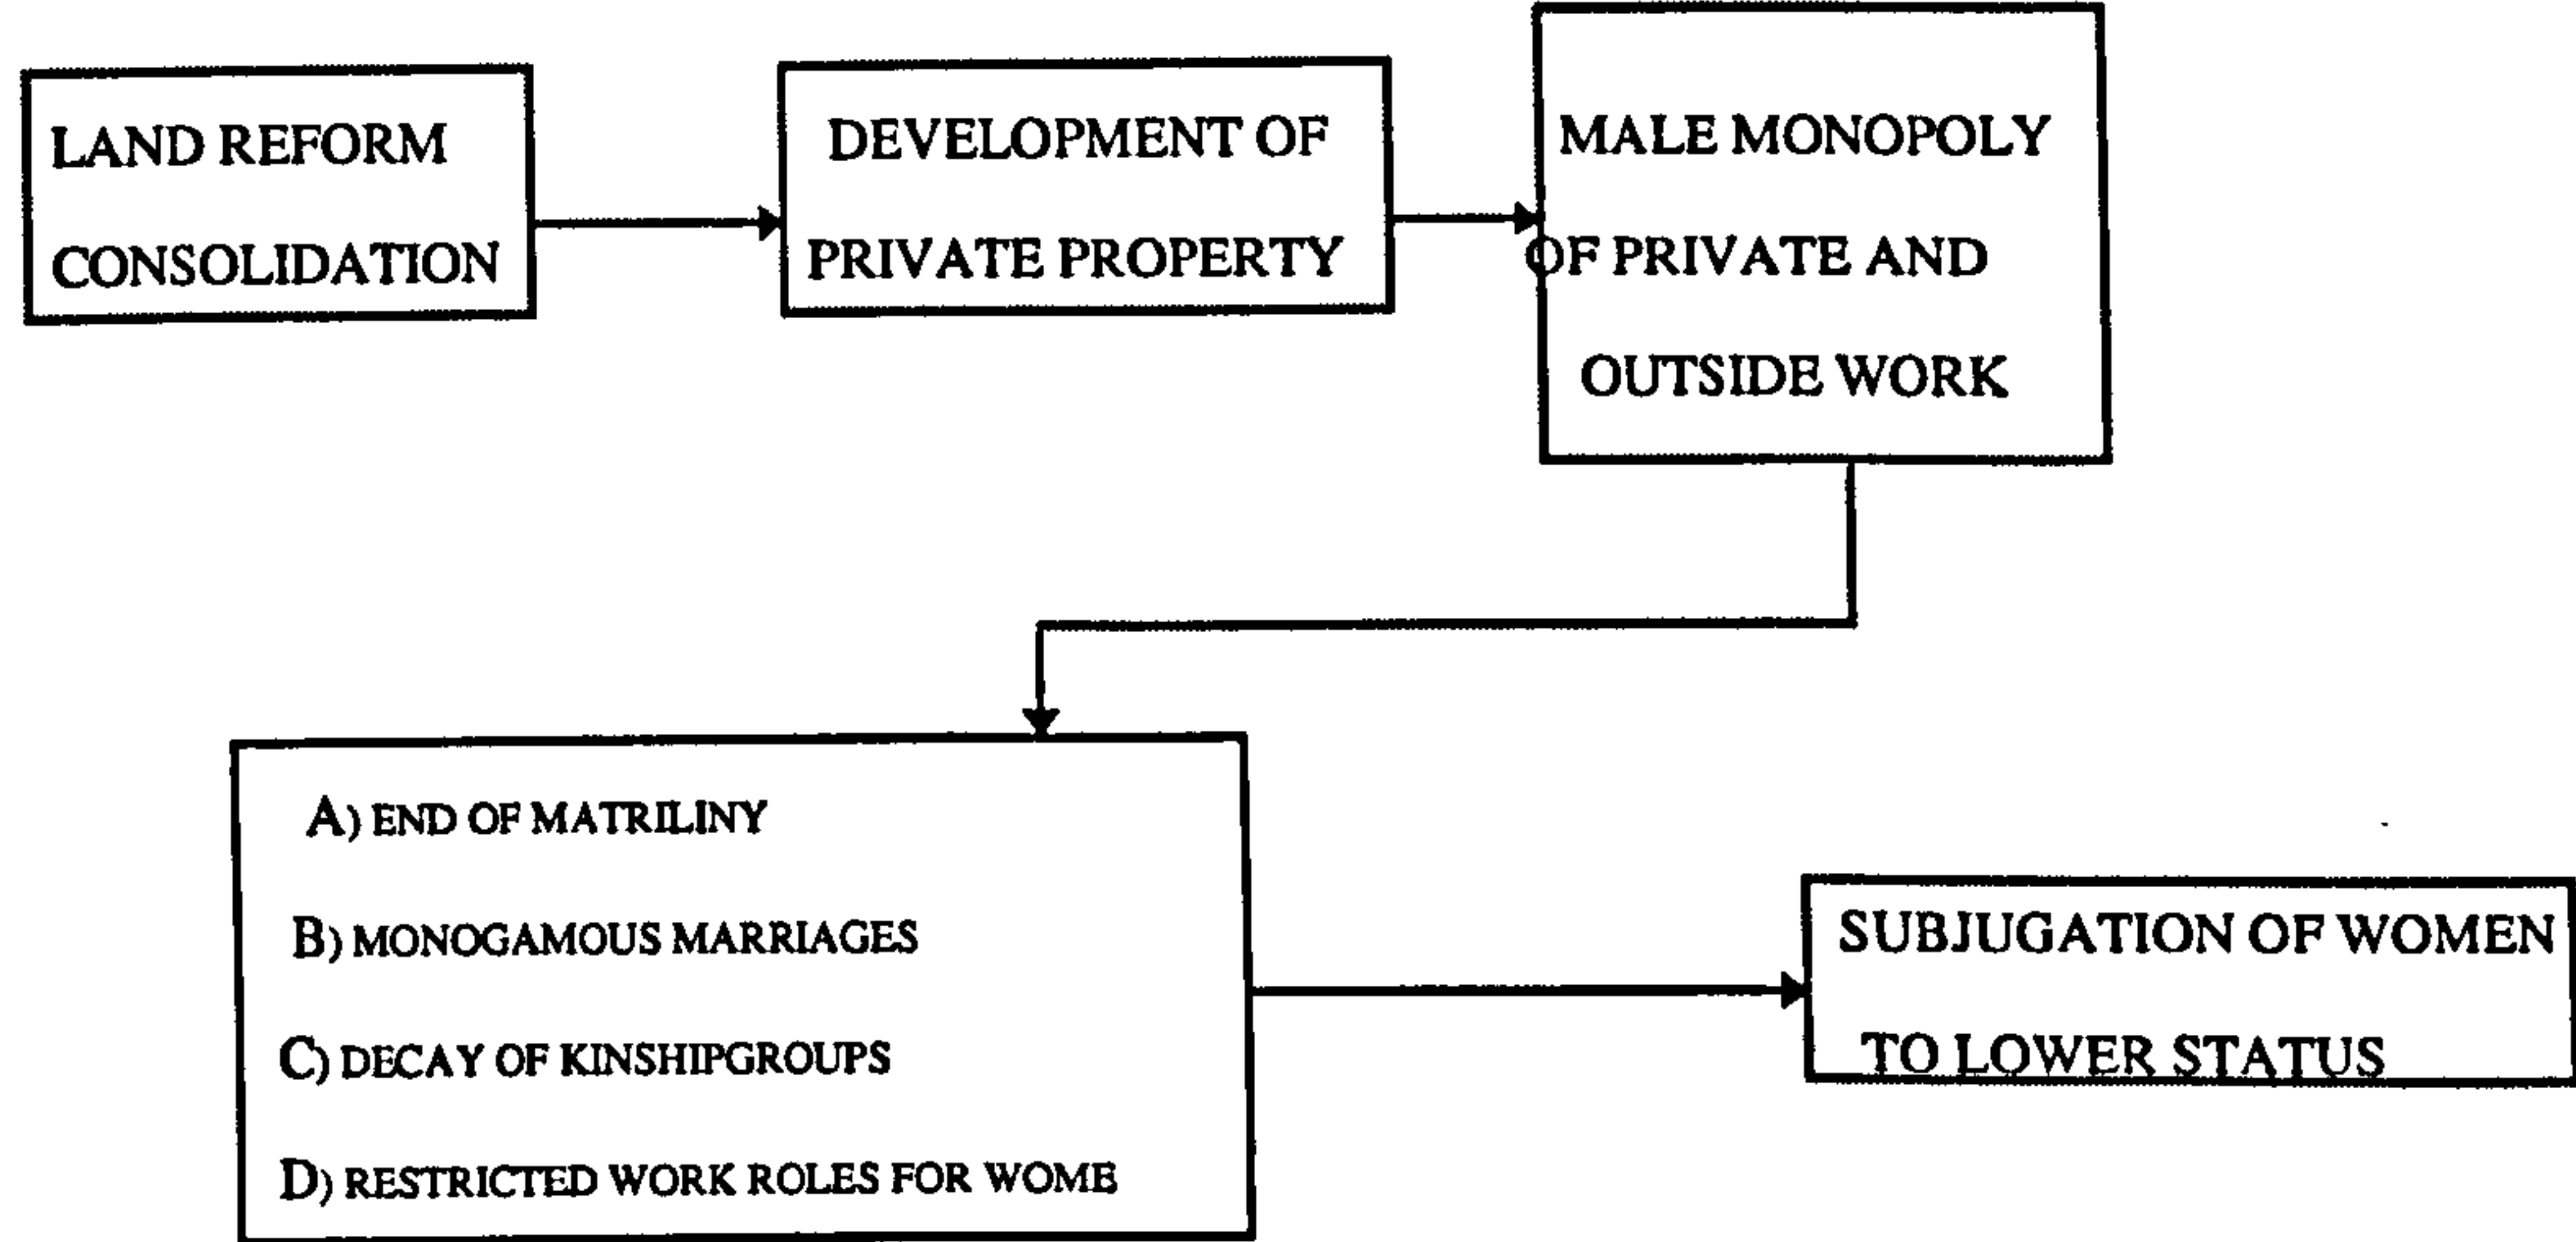 LAND REFORM
CONSOLIDATION
DEVELOPMENT OF
PRIVATE PROPERTY
MALE MONOPOLY
OF PRIVATE AND
OUTSIDE WORK
A) END OF MATRILINY
B) MONOGAMOUS MARRIAGES
C) DECAY OF KINSHIPGROUPS
D) RESTRICTED WORK ROLES FOR WOME
SUBJUGATION OF WOMEN
TO LOWER STATUS